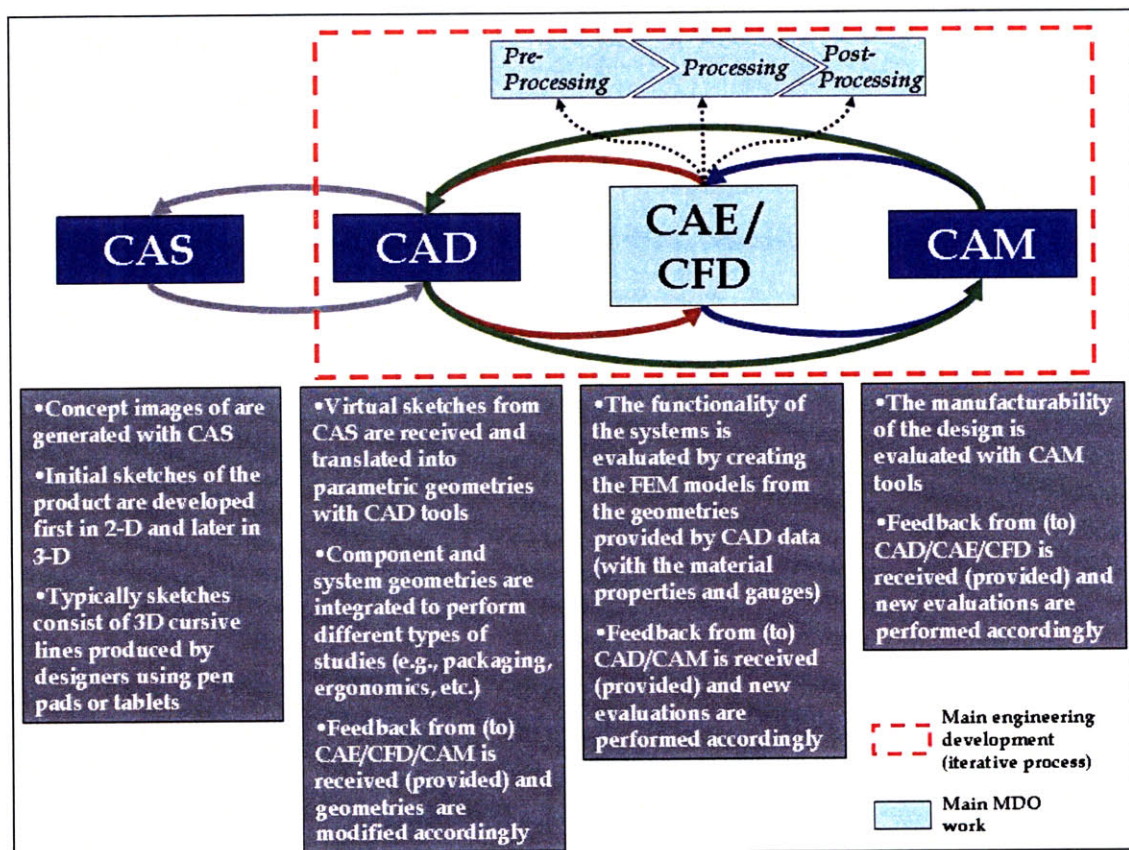 Pre-
Processing
Processing
Post-
Processing
CAS
CAD
CAE/
CFD
CAM
•Concept images of are
generated with CAS
•Initial sketches of the
product are developed
first in 2-D and later in
3-D
•Typically sketches
consist of 3D cursive
lines produced by
designers using pen
pads or tablets
•Virtual sketches from
CAS are received and
translated into
parametric geometries
with CAD tools
•Component and
system geometries are
integrated to perform
different types of
studies (e.g., packaging,
ergonomics, etc.)
•Feedback from (to)
CAE/CFD/CAM is
received (provided) and
geometries are
modified accordingly
•The functionality of
the systems is
evaluated by creating
the FEM models from
the geometries
provided by CAD data
(with the material
properties and gauges)
•Feedback from (to)
CAD/CAM is received
(provided) and new
evaluations are
performed accordingly
•The manufacturability
of the design is
evaluated with CAM
tools
•Feedback from (to)
CAD/CAE/CFD is
received (provided) and
new evaluations are
performed accordingly
Main engineering
development
(iterative process)
Main MDO
work